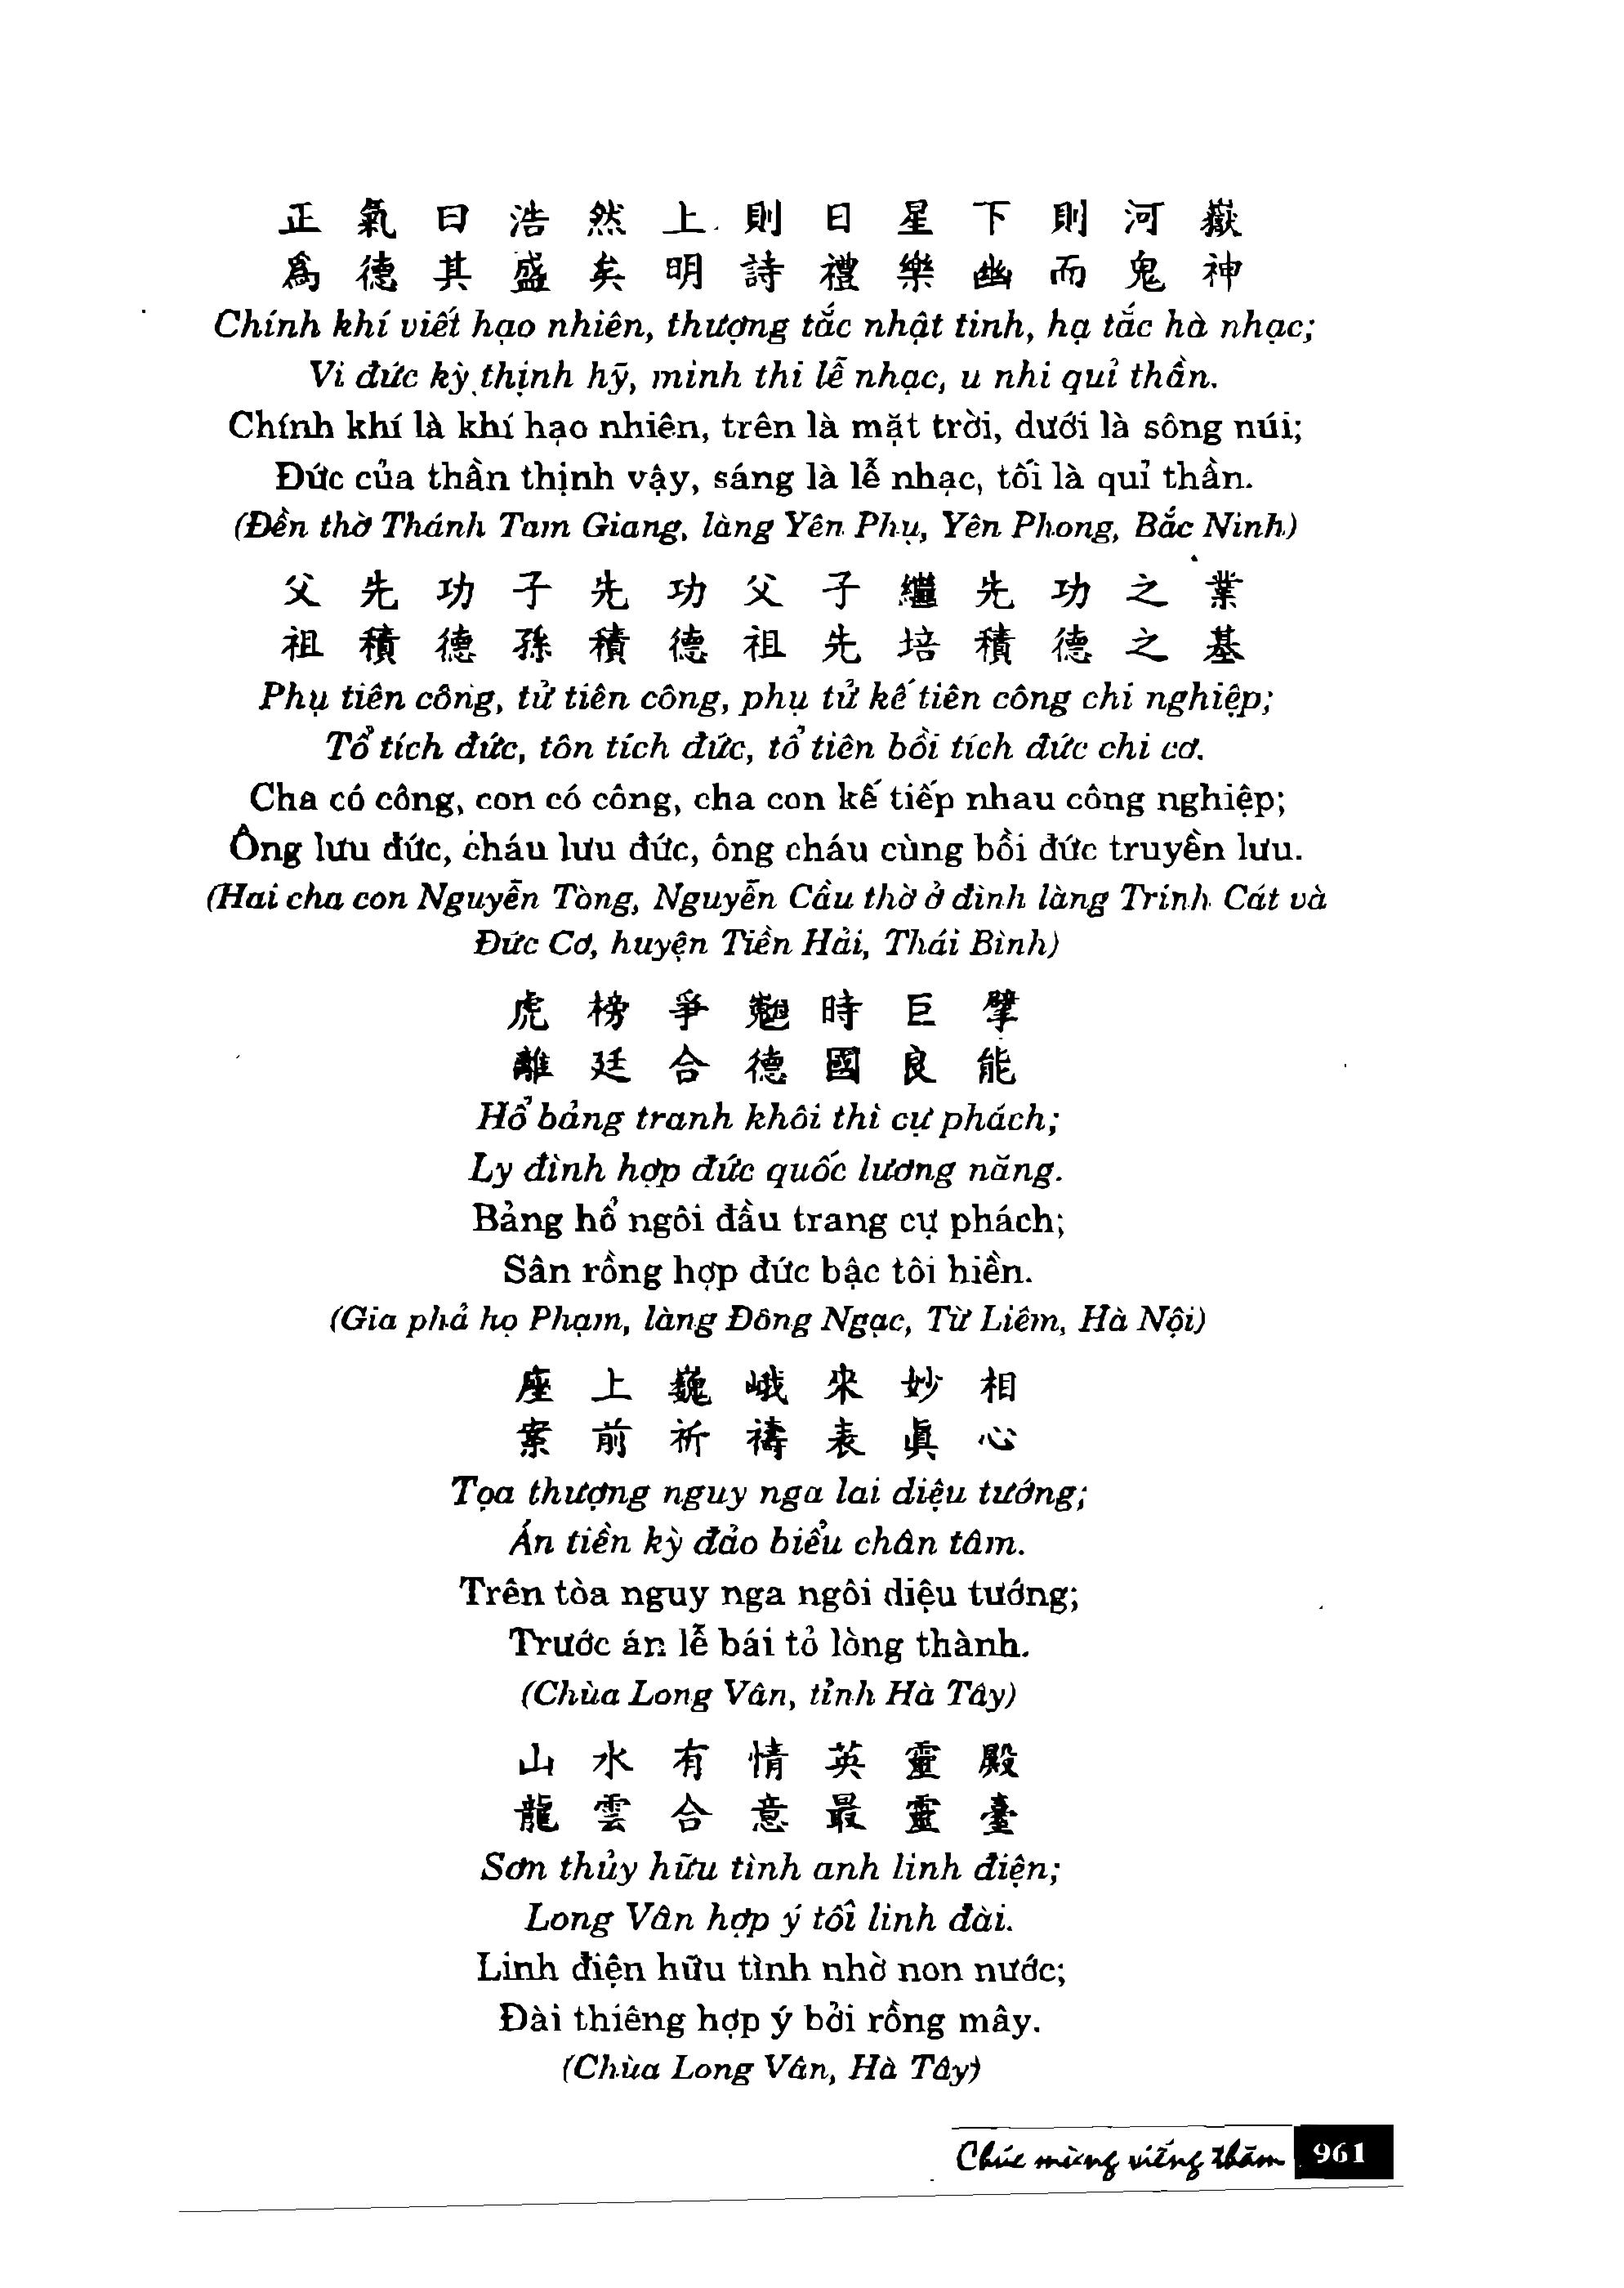 正氣曰浩然上則日星下則河嶽
為德其盛矣明詩禮樂幽而鬼神
Chính khí viết hạo nhiên, thượng tắc nhật tinh, hạ tắc hà nhạc;
Vi đức kỳ thịnh hỹ, minh thi lễ nhạc, u nhi quỉ thần.
Chính khí là khí hạo nhiên, trên là mặt trời, dưới là sông núi;
Đức của thần thịnh vậy, sáng là lễ nhạc, tối là quỉ thần.
(Đền thờ Thánh Tam Giang, làng Yên Phụ, Yên Phong, Bắc Ninh)
父先功子先功父子繼先功之業
祖積德孫積德祖先培積德之基
Phụ tiên công, tử tiên công, phụ tử kế tiên công chi nghiệp;
Tổ tích đức, tôn tích đức, tổ tiên bồi tích đức chi cơ.
Cha có công, con có công, cha con kế tiếp nhau công nghiệp;
Ông lưu đức, cháu lưu đức, ông cháu cùng bồi đức truyền lưu.
(Hai cha con Nguyễn Tòng, Nguyễn Cầu thờ ở đình làng Trinh Cát và
Đức Cơ, huyện Tiền Hải, Thái Bình)
虎榜爭魁時巨擘
離廷合德國良能
Hổ bảng tranh khôi thì cự phách;
Ly đình hợp đức quốc lương năng.
Bảng hổ ngôi đầu trang cự phách;
Sân rồng hợp đức bậc tôi hiền.
(Gia phả họ Phạm, làng Đông Ngạc, Từ Liêm, Hà Nội)
座上巍峨來妙相
案前祈禱表眞心
Tọa thượng nguy nga lai diệu tướng;
Án tiền kỳ đảo biểu chân tâm.
Trên tòa nguy nga ngôi diệu tướng;
Trước án lễ bái tỏ lòng thành.
(Chùa Long Vân, tỉnh Hà Tây)
山水有情英靈殿
龍雲合意最靈臺
Sơn thủy hữu tình anh linh điện;
Long Vân hợp ý tối linh đài.
Linh điện hữu tình nhờ non nước;
Đài thiêng hợp ý bởi rồng mây.
(Chùa Long Vân, Hà Tây)
Chúc mừng viếng thăm 961